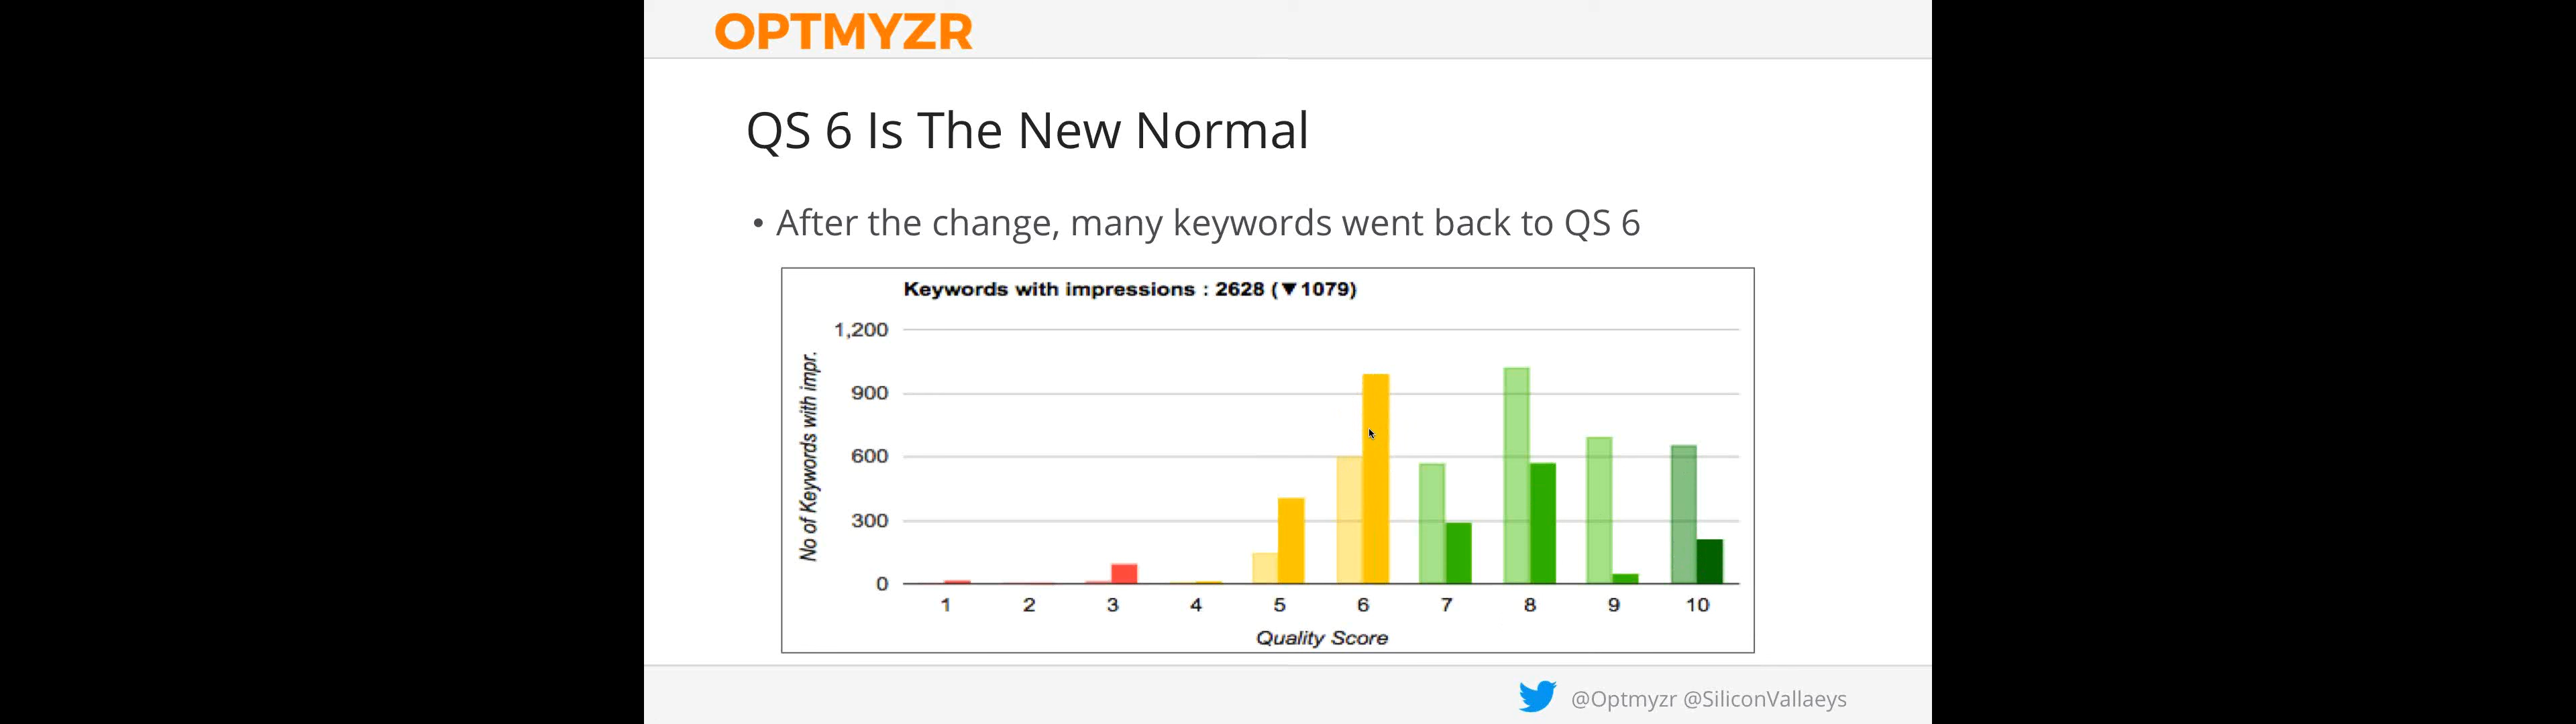 OPTMYZR
QS 6 Is The New Normal
• After the change, many keywords went back to QS 6
Keywords with impressions : 2628 (▼1079)
1,200
900
600
300
0
No of Keywords with impr.
1 2 3 4 5 6 7 8 9 10
Quality Score
@Optmyzr @SiliconVallaeys